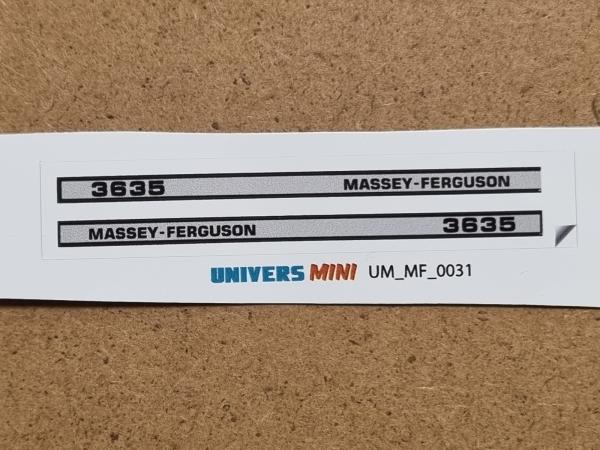 3635 MASSEY-FERGUSON
MASSEY-FERGUSON 3635
UNIVERS MINI UM_MF_0031